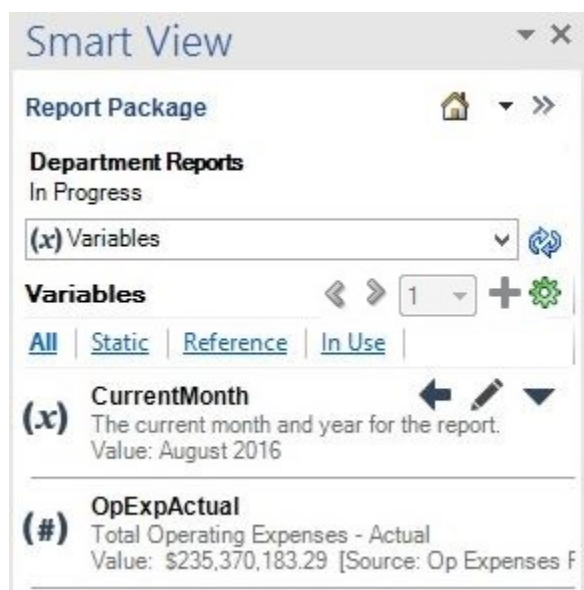 Smart View
Report Package
Department Reports
In Progress
(x) Variables
Variables 1
All Static Reference In Use
CurrentMonth
(x) The current month and year for the report.
Value: August 2016
OpExpActual
(#) Total Operating Expenses - Actual
Value: $235,370,183.29 [Source: Op Expenses F